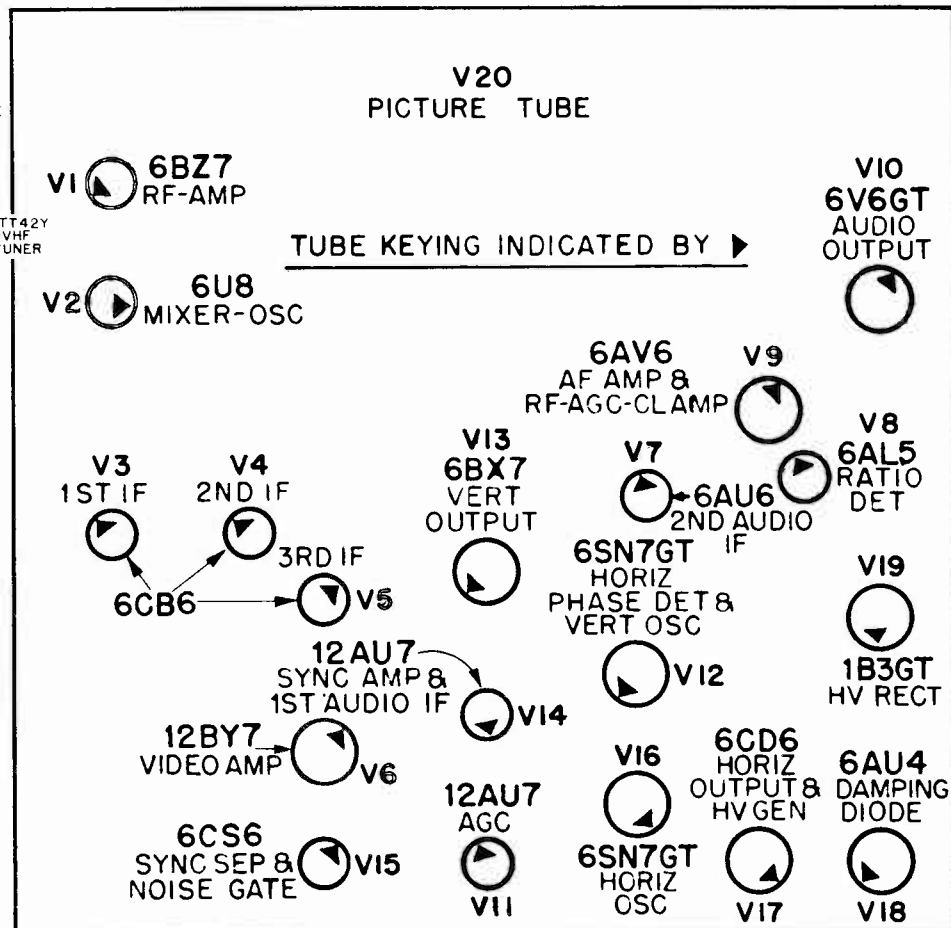 V20
PICTURE TUBE
V1
6BZ7
RF-AMP
TT42Y
VHF
TUNER
V2
6U8
MIXER-OSC
TUBE KEYING INDICATED BY
V10
6V6GT
AUDIO
OUTPUT
6AV6
AF AMP &
RF-AGC-CLAMP
V9
V8
6AL5
RATIO
DET
V3
1ST IF
V4
2ND IF
6CB6
3RD IF
V5
V13
6BX7
VERT
OUTPUT
V7
6AU6
2ND AUDIO
IF
6SN7GT
HORIZ
PHASE DET &
VERT OSC
V12
V19
1B3GT
HV RECT
12AU7
SYNC AMP &
1ST AUDIO IF
V14
12BY7
VIDEO AMP
V6
6CS6
SYNC SEP &
NOISE GATE
V15
12AU7
AGC
V11
V16
6SN7GT
HORIZ
OSC
6CD6
HORIZ
OUTPUT &
HV GEN
V17
6AU4
DAMPING
DIODE
V18